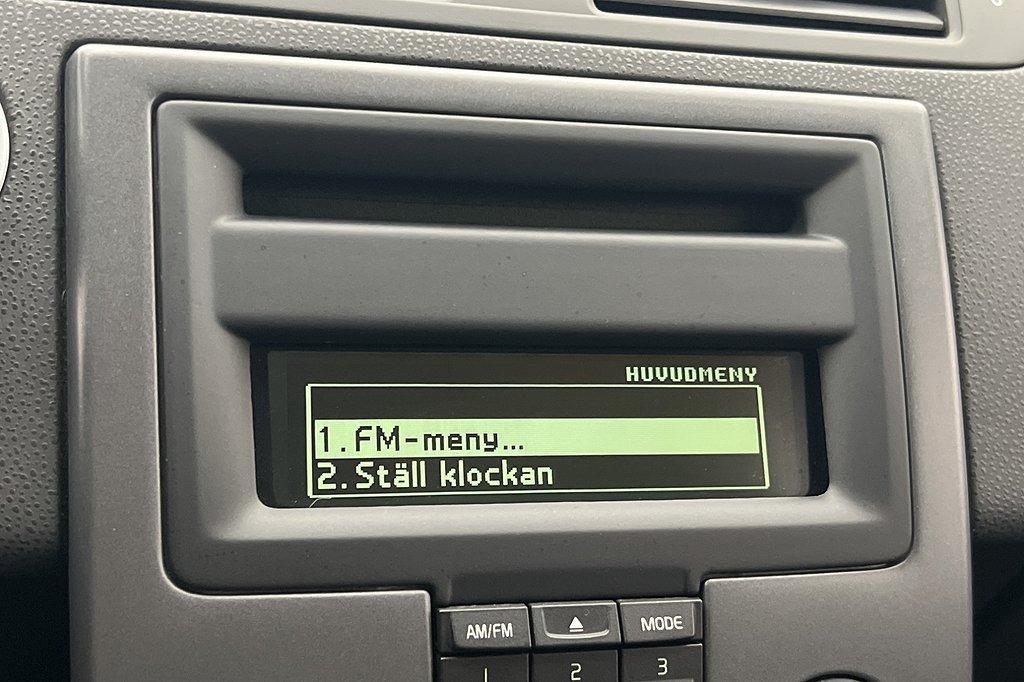 HUVUDMENY
1. FM-meny...
2. Ställ klockan
AM/FM MODE
1 2 3